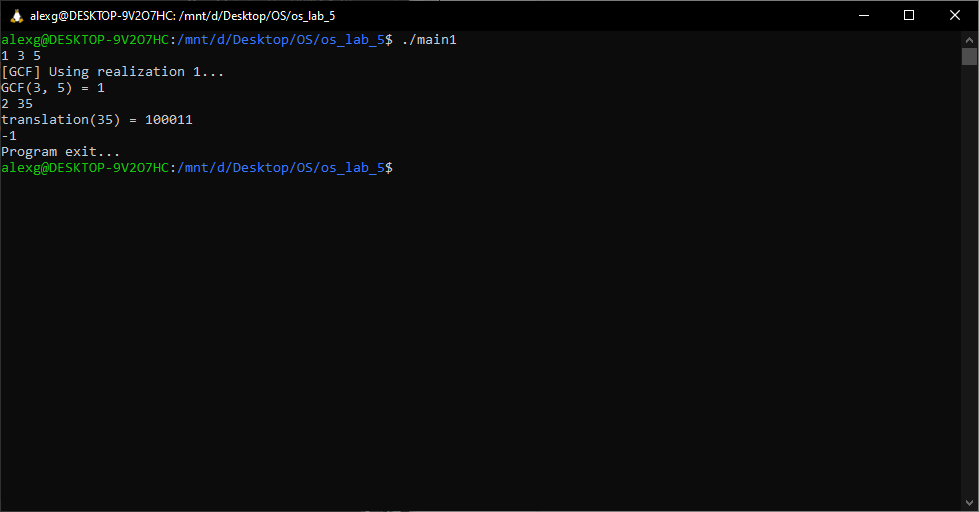 alexg@DESKTOP-9V2O7HC: /mnt/d/Desktop/OS/os_lab_5
alexg@DESKTOP-9V2O7HC:/mnt/d/Desktop/OS/os_lab_5$ ./main1
1 3 5
[GCF] Using realization 1...
GCF(3, 5) = 1
2 35
translation(35) = 100011
-1
Program exit...
alexg@DESKTOP-9V2O7HC:/mnt/d/Desktop/OS/os_lab_5$